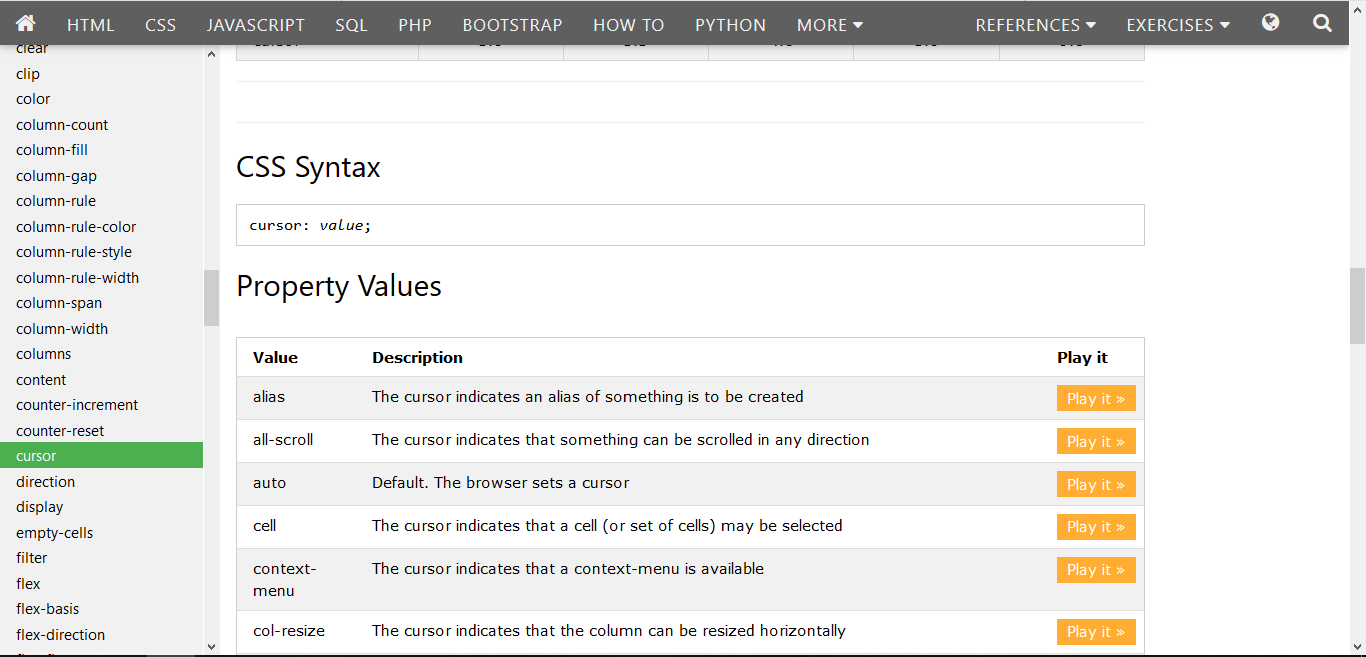 HTML CSS JAVASCRIPT SQL PHP BOOTSTRAP HOW TO PYTHON MORE REFERENCES EXERCISES
clear
clip
color
column-count
column-fill
column-gap
column-rule
column-rule-color
column-rule-style
column-rule-width
column-span
column-width
columns
content
counter-increment
counter-reset
cursor
direction
display
empty-cells
filter
flex
flex-basis
flex-direction
CSS Syntax
cursor: value;
Property Values
Value Description Play it
alias The cursor indicates an alias of something is to be created Play it »
all-scroll The cursor indicates that something can be scrolled in any direction Play it »
auto Default. The browser sets a cursor Play it »
cell The cursor indicates that a cell (or set of cells) may be selected Play it »
context- The cursor indicates that a context-menu is available Play it »
menu
col-resize The cursor indicates that the column can be resized horizontally Play it »